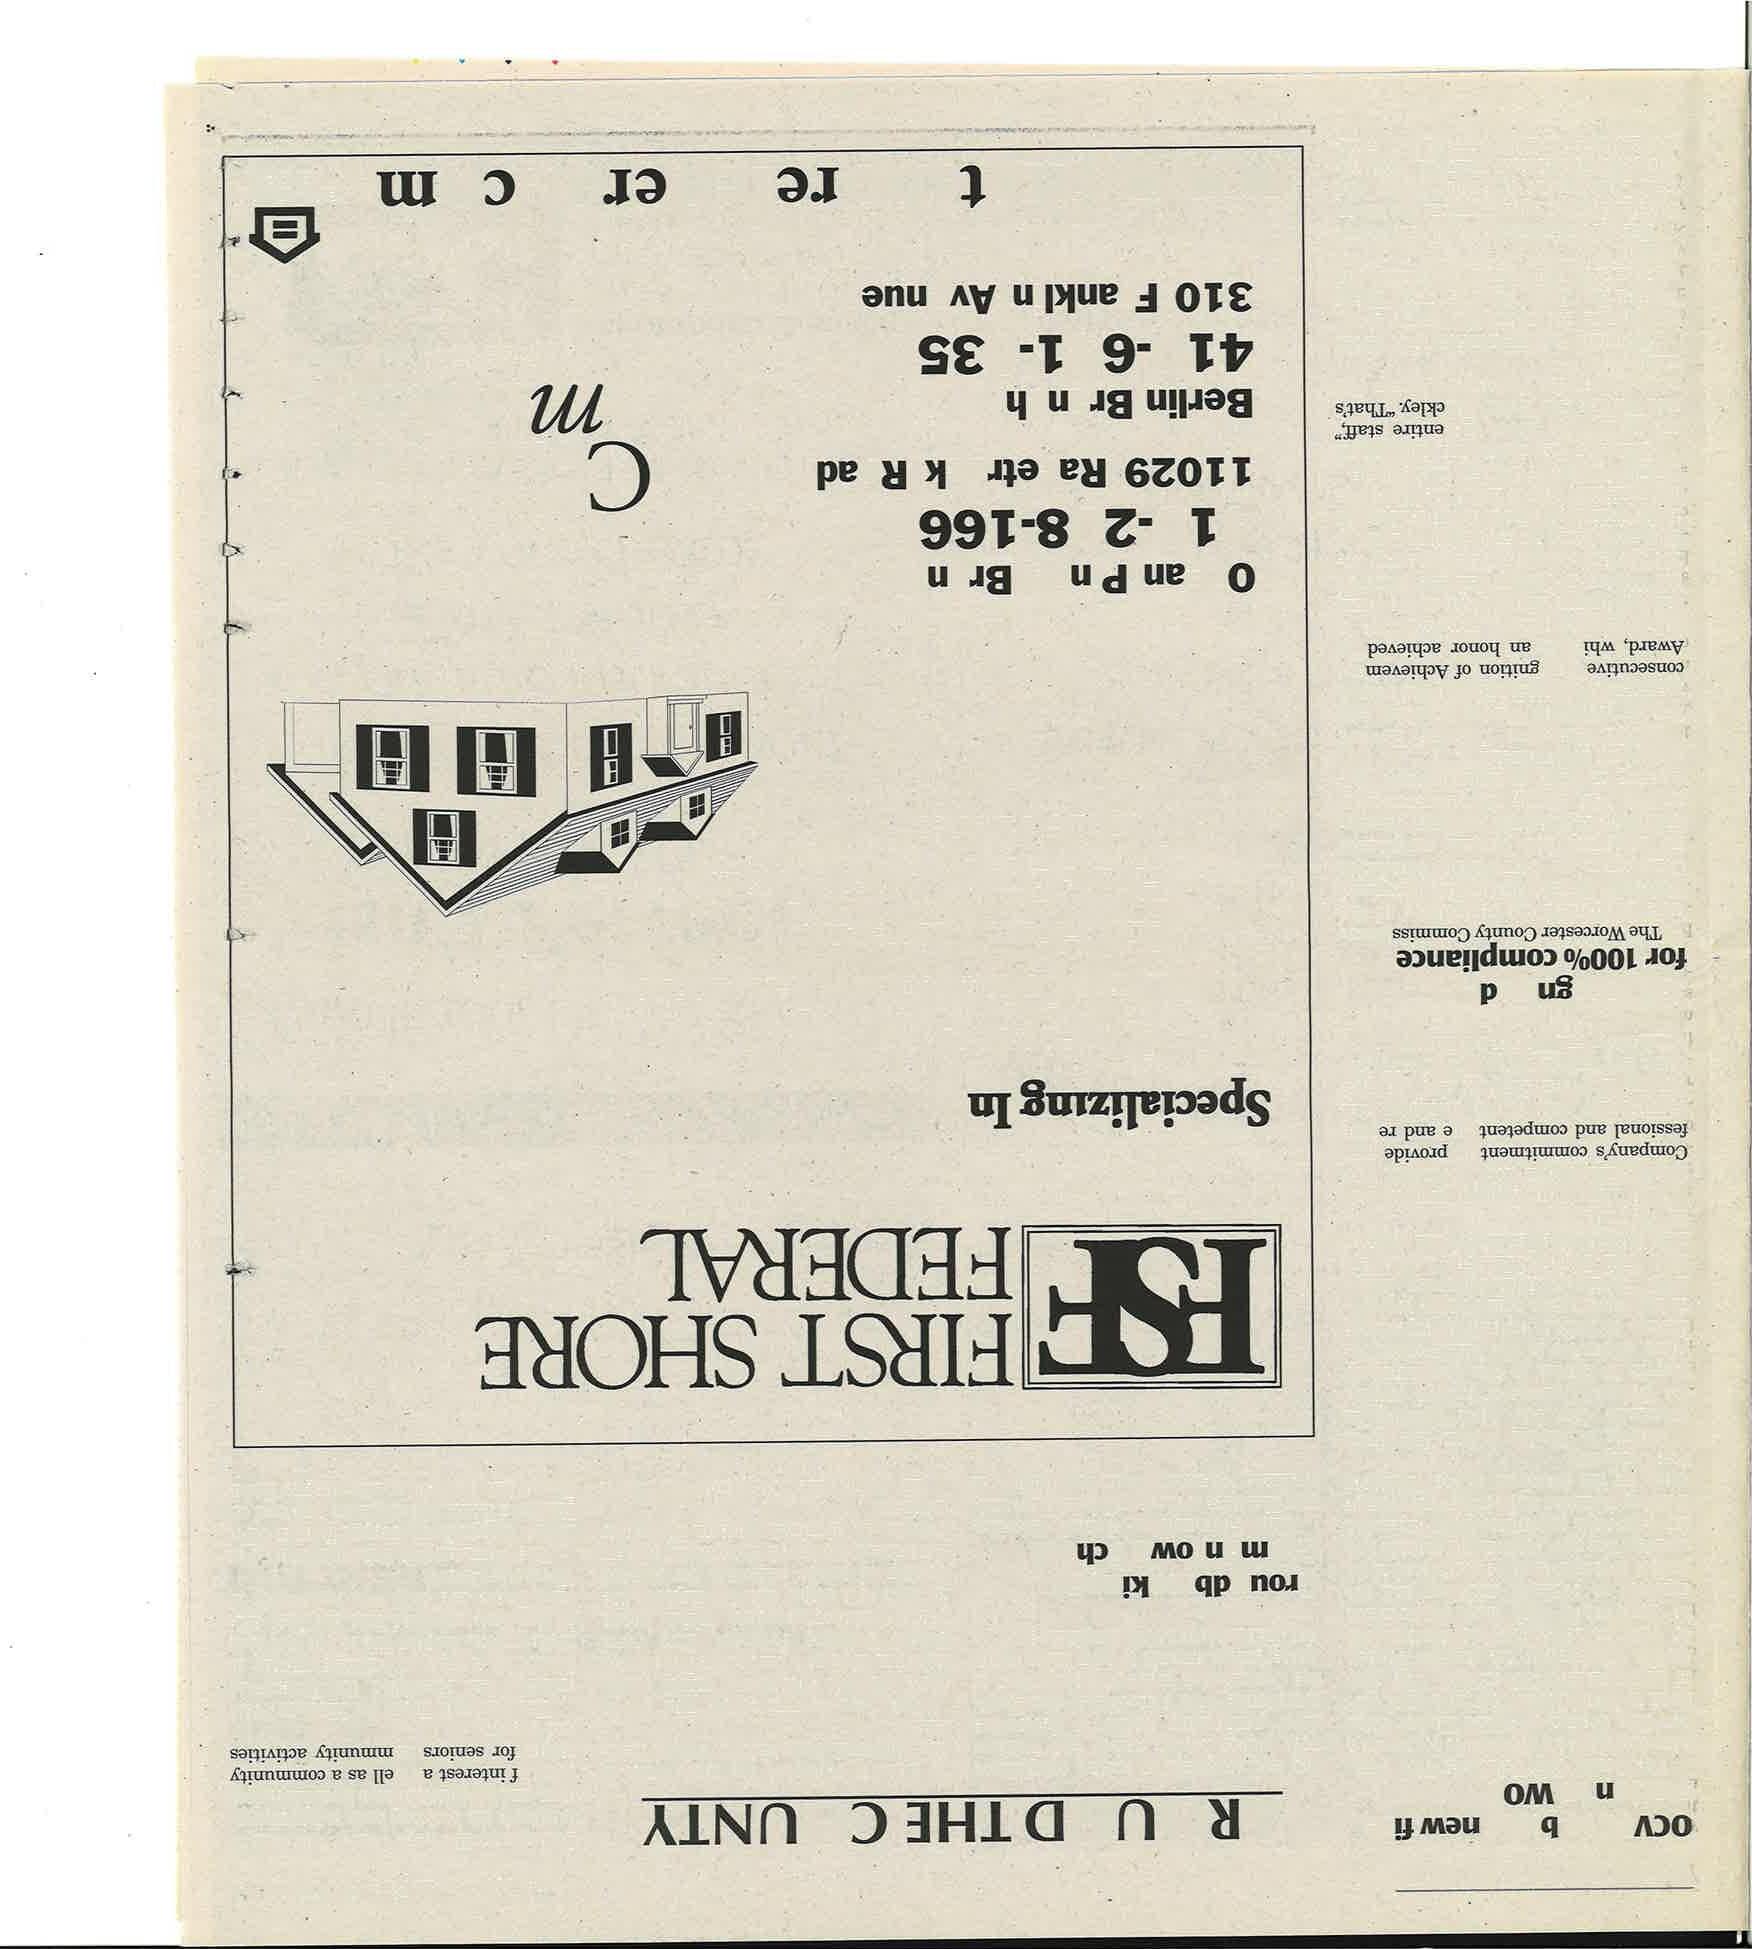 OCV b new fi
n WO
Company's commitment provide
fessional and competent e and re
gn d
for 100% compliance
The Worcester County Commiss
consecutive gnition of Achievem
Award, whi an honor achieved
entire staff,”
ckley. “That's
R U D THE C UNTY
f interest a ell as a community
for seniors mmunity activities
rou db ki
m n ow ch
FSF
FIRST SHORE
FEDERAL
Specializing In
O an P n Br n
1 -2 8-166
11029 Ra etr k R ad
Berlin Br n h
41 -6 1- 35
310 F ankl n Av nue
C
m
t re er c m